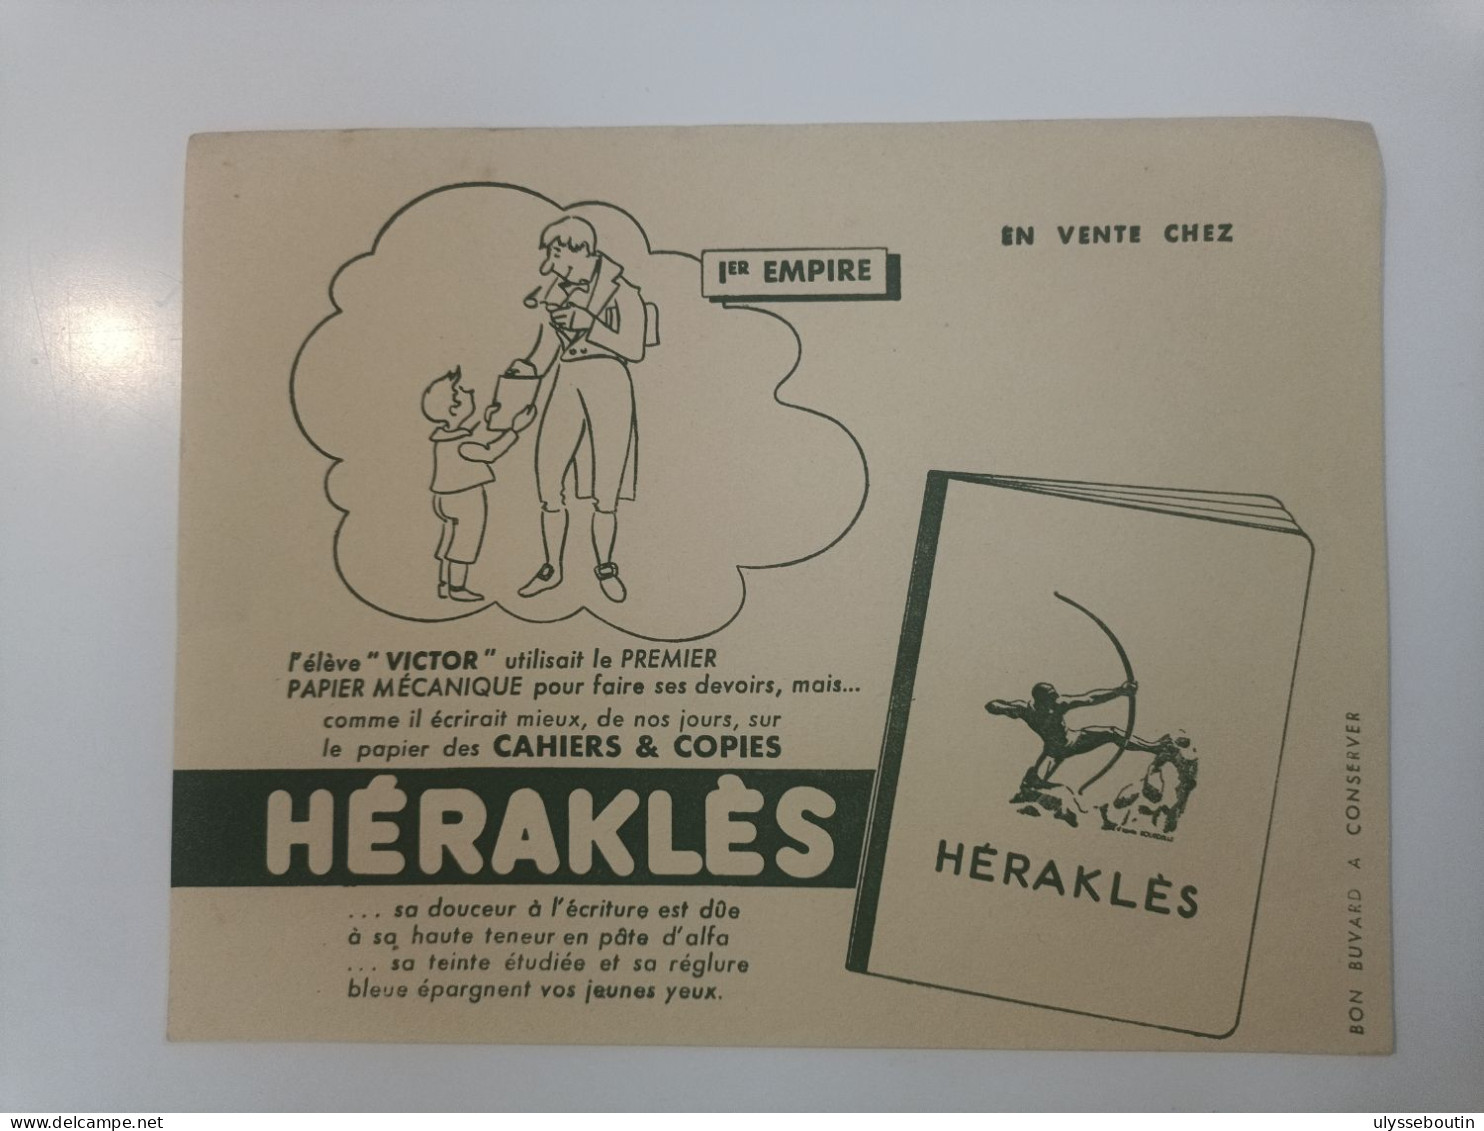 EN VENTE CHEZ
IER EMPIRE
l'élève "VICTOR" utilisait le PREMIER
PAPIER MÉCANIQUE pour faire ses devoirs, mais...
comme il écrirait mieux, de nos jours, sur
le papier des CAHIERS & COPIES
HÉRAKLÈS
... sa douceur à l'écriture est dûe
à sa haute teneur en pâte d'alfa
... sa teinte étudiée et sa réglure
bleue épargnent vos jeunes yeux.
HÉRAKLÈS
BON BUVARD A CONSERVER
ulysseboutin